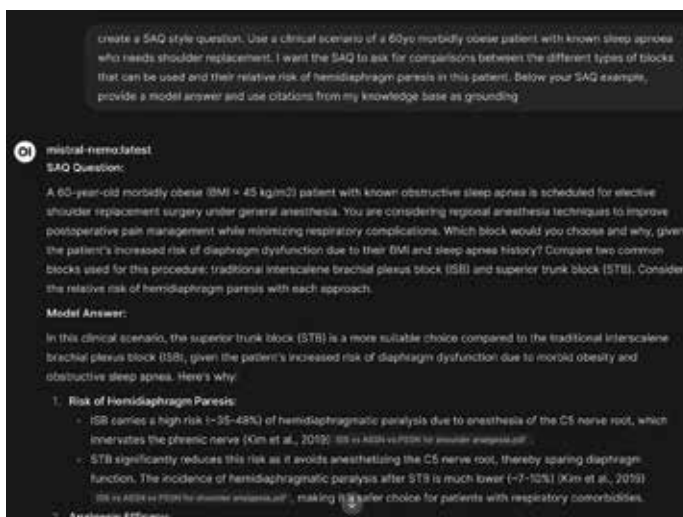 create a SAQ style question. Use a clinical scenario of a 60yo morbidly obese patient with known sleep apnoea
who needs shoulder replacement. I want the SAQ to ask for comparisons between the different types of blocks
that can be used and their relative risk of hemidiaphragm paresis in this patient. Below your SAQ example,
provide a model answer and use citations from my knowledge base as grounding
OI mistral-nemo:latest
SAQ Question:
A 60-year-old morbidly obese (BMI = 45 kg/m2) patient with known obstructive sleep apnea is scheduled for elective
shoulder replacement surgery under general anesthesia. You are considering regional anesthesia techniques to improve
postoperative pain management while minimizing respiratory complications. Which block would you choose and why, given
the patient's increased risk of diaphragm dysfunction due to their BMI and sleep apnea history? Compare two common
blocks used for this procedure: traditional interscalene brachial plexus block (ISB) and superior trunk block (STB). Consider
the relative risk of hemidiaphragm paresis with each approach.
Model Answer:
In this clinical scenario, the superior trunk block (STB) is a more suitable choice compared to the traditional interscalene
brachial plexus block (ISB), given the patient's increased risk of diaphragm dysfunction due to morbid obesity and
obstructive sleep apnea. Here's why:
1. Risk of Hemidiaphragm Paresis:
◦ ISB carries a high risk (~35-48%) of hemidiaphragmatic paralysis due to anesthesia of the C5 nerve root, which
innervates the phrenic nerve (Kim et al., 2019) for shoulder analgesia.pdf .
◦ STB significantly reduces this risk as it avoids anesthetizing the C5 nerve root, thereby sparing diaphragm
function. The incidence of hemidiaphragmatic paralysis after STB is much lower (~7-10%) (Kim et al., 2019)
for shoulder analgesia.pdf , making it a safer choice for patients with respiratory comorbidities.